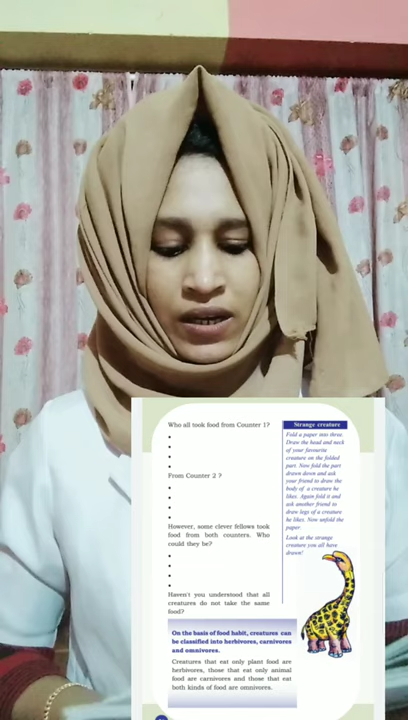 Who all took food from Counter 1?
•
•
•
•
From Counter 2 ?
•
•
•
•
However, some clever fellows took
food from both counters. Who
could they be?
•
•
•
•
Haven't you understood that all
creatures do not take the same
food?
On the basis of food habit, creatures can
be classified into herbivores, carnivores
and omnivores.
Creatures that eat only plant food are
herbivores, those that eat only animal
food are carnivores and those that eat
both kinds of food are omnivores.
Strange creature
Fold a paper into three.
Draw the head and neck
of your favourite
creature on the folded
part. Now fold the part
drawn down and ask
your friend to draw the
body of a creature he
likes. Again fold it and
ask another friend to
draw legs of a creature
he likes. Now unfold the
paper
Look at the strange
creature you all have
drawn!